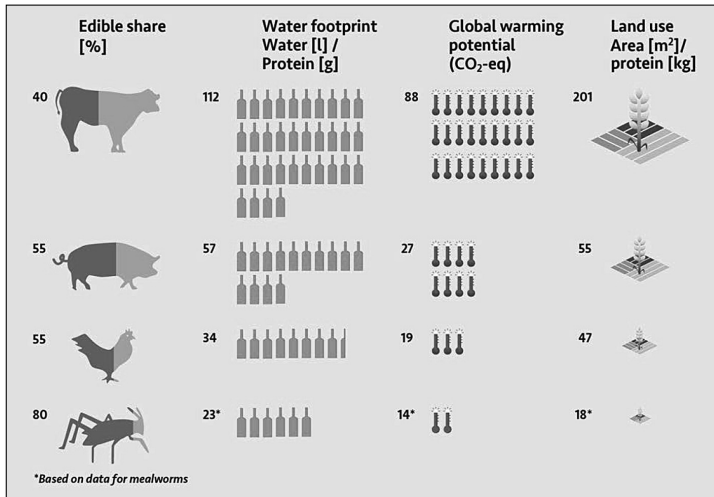 Edible share
[%]
Water footprint
Water [l] /
Protein [g]
Global warming
potential
(CO₂-eq)
Land use
Area [m²]/
protein [kg]
40
112
88
201
55
57
27
55
55
34
19
47
80
23*
14*
18*
*Based on data for mealworms